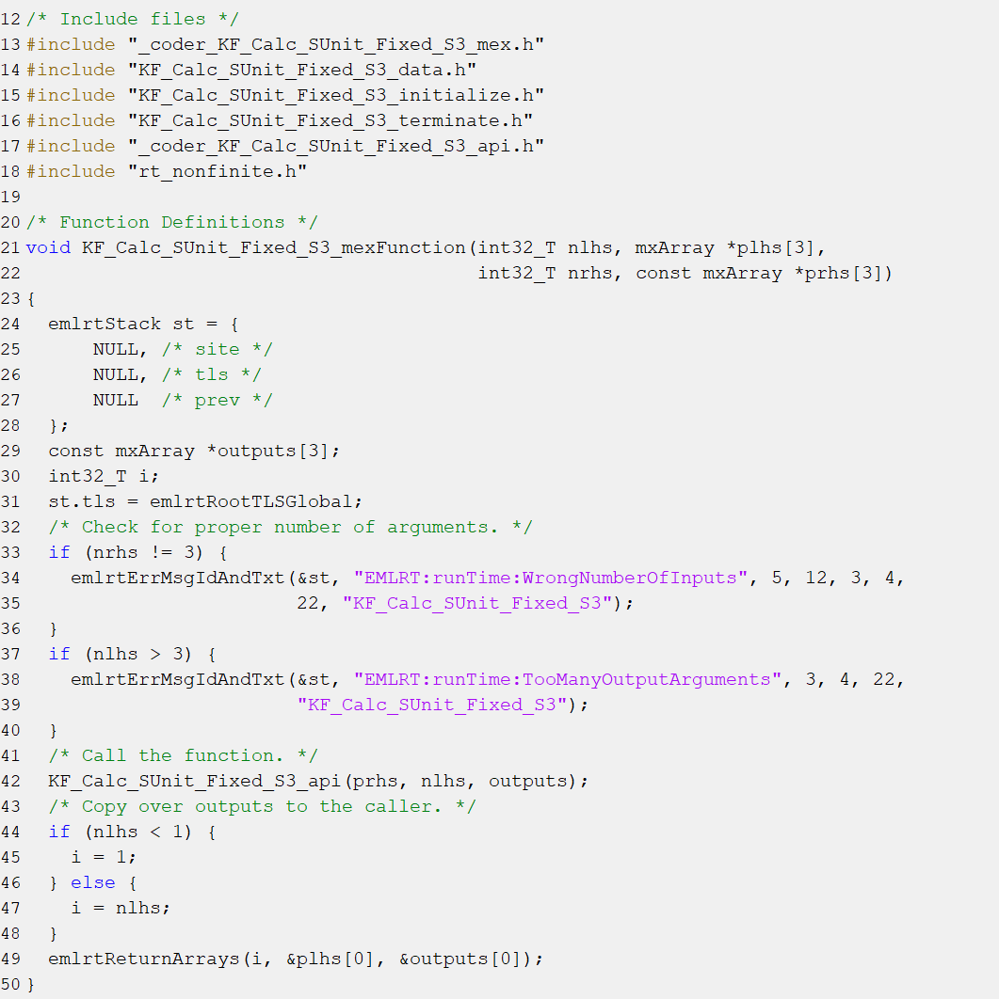 12 /* Include files */
13 #include "_coder_KF_Calc_SUnit_Fixed_S3_mex.h"
14 #include "KF_Calc_SUnit_Fixed_S3_data.h"
15 #include "KF_Calc_SUnit_Fixed_S3_initialize.h"
16 #include "KF_Calc_SUnit_Fixed_S3_terminate.h"
17 #include "_coder_KF_Calc_SUnit_Fixed_S3_api.h"
18 #include "rt_nonfinite.h"
19
20 /* Function Definitions */
21 void KF_Calc_SUnit_Fixed_S3_mexFunction(int32_T nlhs, mxArray *plhs[3],
22                                         int32_T nrhs, const mxArray *prhs[3])
23 {
24   emlrtStack st = {
25       NULL, /* site */
26       NULL, /* tls */
27       NULL  /* prev */
28   };
29   const mxArray *outputs[3];
30   int32_T i;
31   st.tls = emlrtRootTLSGlobal;
32   /* Check for proper number of arguments. */
33   if (nrhs != 3) {
34     emlrtErrMsgIdAndTxt(&st, "EMLRT:runTime:WrongNumberOfInputs", 5, 12, 3, 4,
35                         22, "KF_Calc_SUnit_Fixed_S3");
36   }
37   if (nlhs > 3) {
38     emlrtErrMsgIdAndTxt(&st, "EMLRT:runTime:TooManyOutputArguments", 3, 4, 22,
39                         "KF_Calc_SUnit_Fixed_S3");
40   }
41   /* Call the function. */
42   KF_Calc_SUnit_Fixed_S3_api(prhs, nlhs, outputs);
43   /* Copy over outputs to the caller. */
44   if (nlhs < 1) {
45     i = 1;
46   } else {
47     i = nlhs;
48   }
49   emlrtReturnArrays(i, &plhs[0], &outputs[0]);
50 }